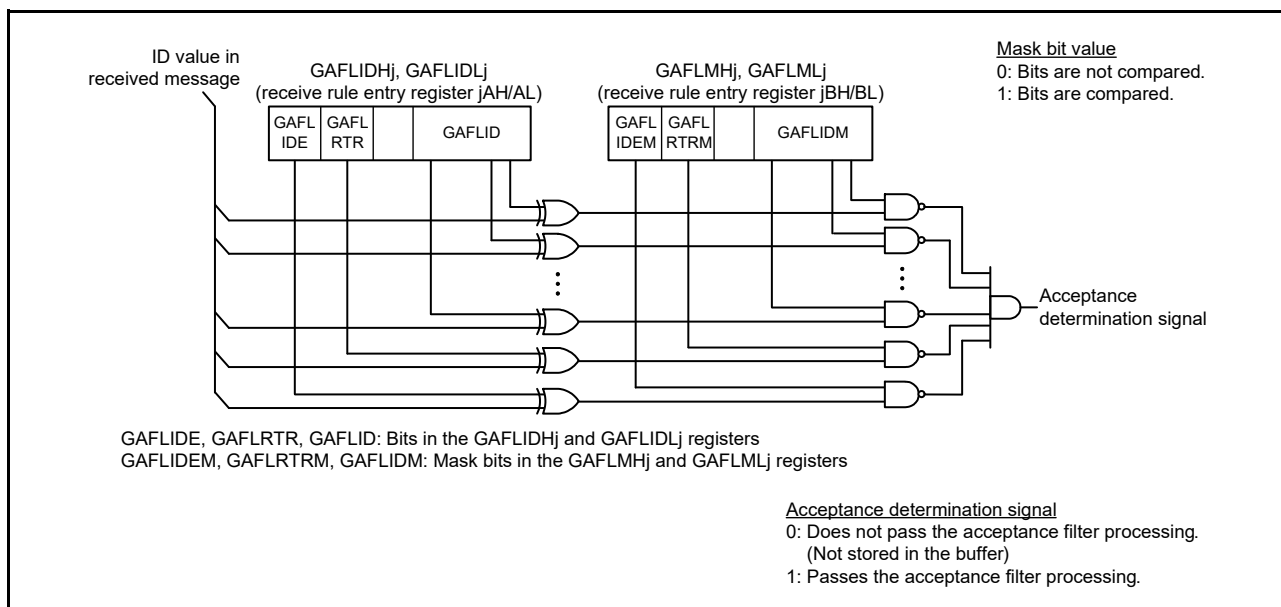 ID value in
received message
GAFLIDHj, GAFLIDLj
(receive rule entry register jAH/AL)
GAFL
IDE
GAFL
RTR
GAFLID
GAFLMHj, GAFLMLj
(receive rule entry register jBH/BL)
GAFL
IDEM
GAFL
RTRM
GAFLIDM
Mask bit value
0: Bits are not compared.
1: Bits are compared.
Acceptance
determination signal
GAFLIDE, GAFLRTR, GAFLID: Bits in the GAFLIDHj and GAFLIDLj registers
GAFLIDEM, GAFLRTRM, GAFLIDM: Mask bits in the GAFLMHj and GAFLMLj registers
Acceptance determination signal
0: Does not pass the acceptance filter processing.
(Not stored in the buffer)
1: Passes the acceptance filter processing.